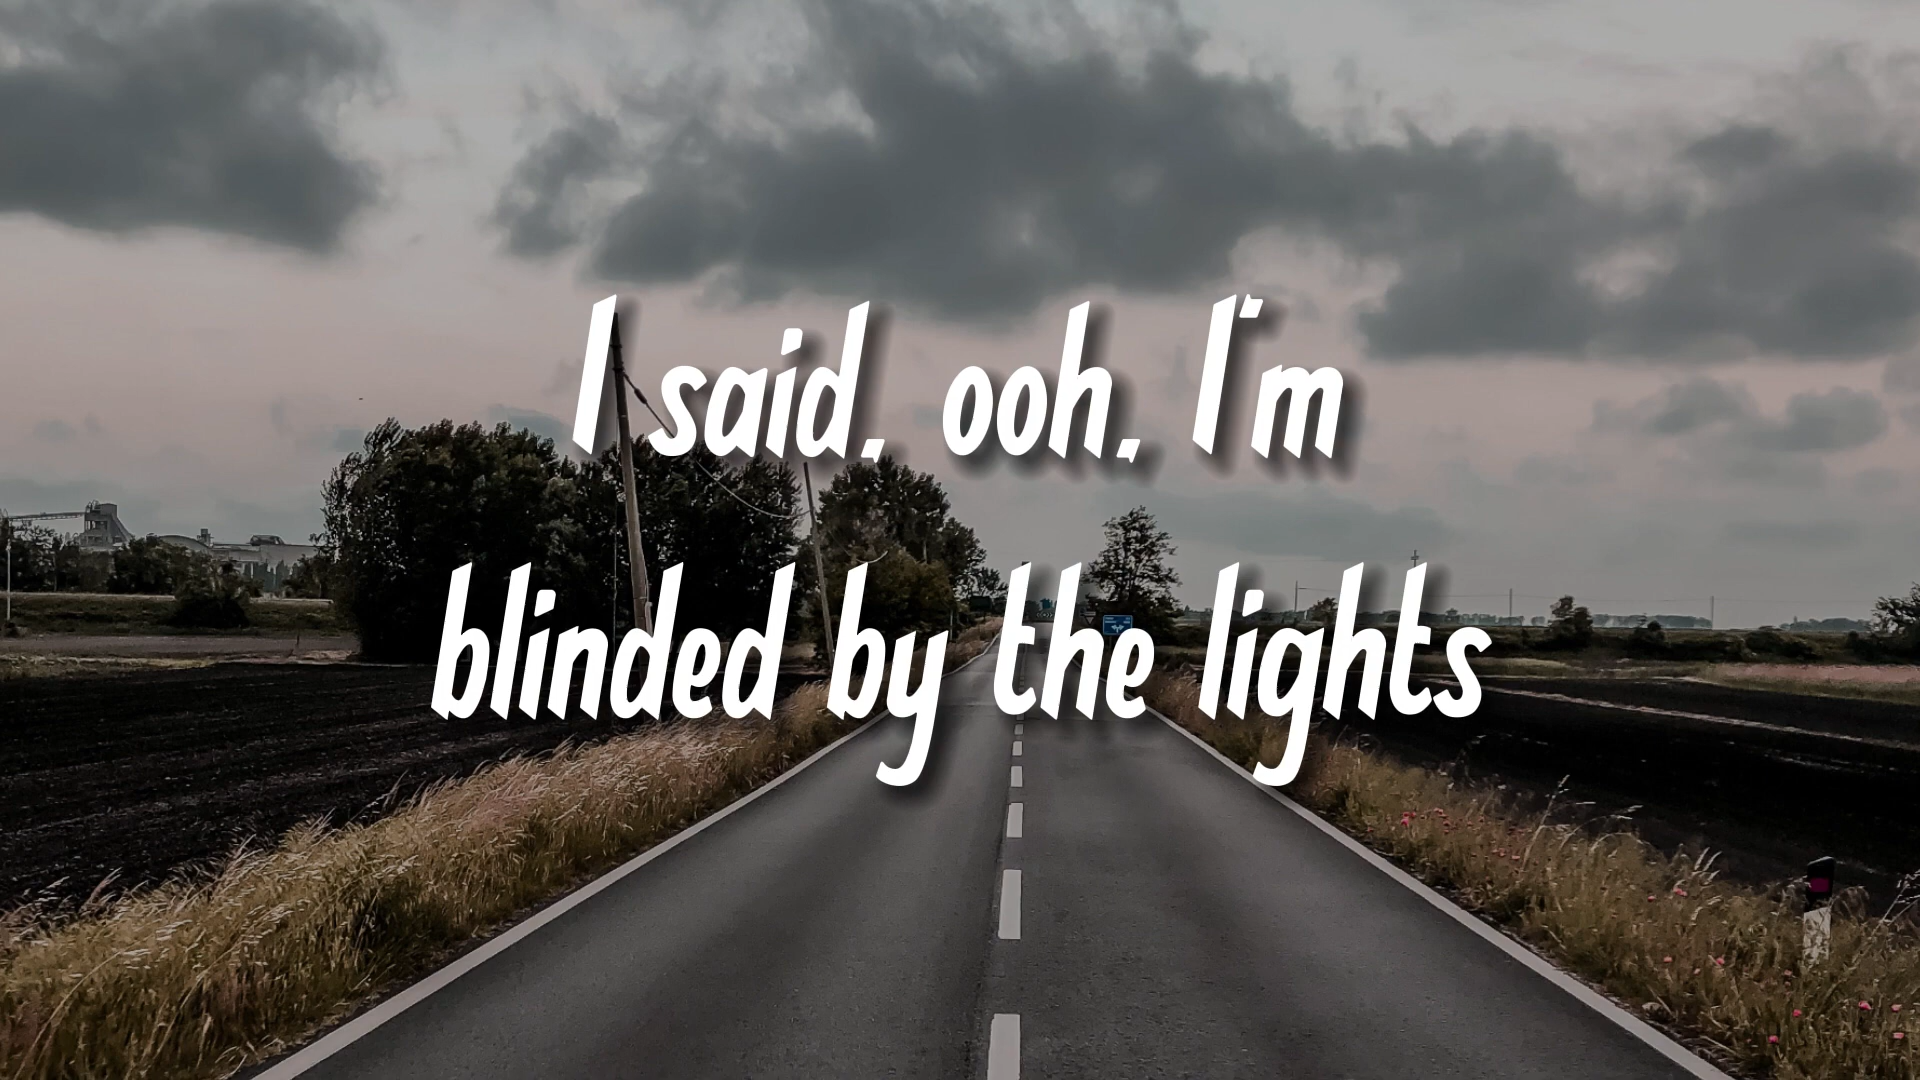 I said, ooh, I'm
blinded by the lights